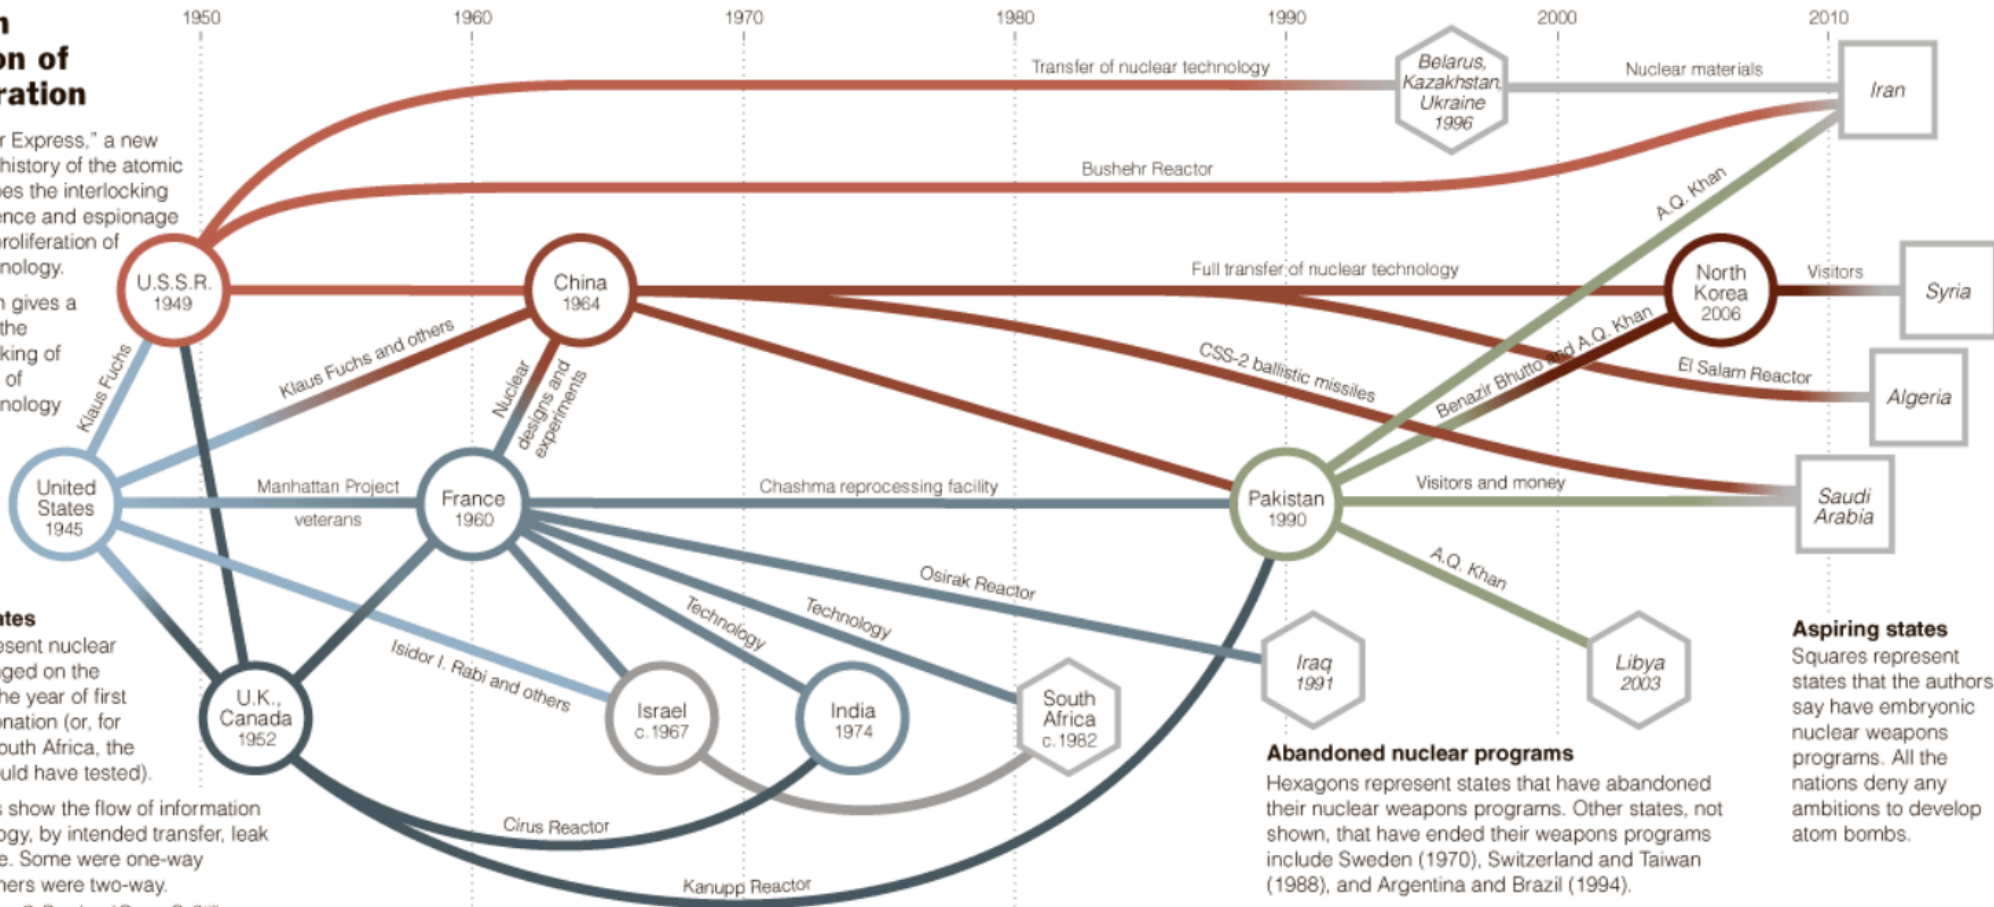 1950
1960
1970
1980
1990
2000
2010
on of
ration
r Express,” a new
history of the atomic
es the interlocking
ence and espionage
proliferation of
nology.
gives a
the
king of
of
nology
Transfer of nuclear technology
Belarus,
Kazakhstan,
Ukraine
1996
Nuclear materials
Iran
Bushehr Reactor
A.Q. Khan
U.S.S.R.
1949
China
1964
Full transfer of nuclear technology
North
Korea
2006
Visitors
Syria
Klaus Fuchs
Klaus Fuchs and others
Nuclear
designs and
experiments
CSS-2 ballistic missiles
Benazir Bhutto and A.Q. Khan
El Salam Reactor
Algeria
United
States
1945
Manhattan Project
veterans
France
1960
Chashma reprocessing facility
Pakistan
1990
Visitors and money
Saudi
Arabia
Osirak Reactor
A.Q. Khan
Technology
Technology
Isidor I. Rabi and others
Iraq
1991
Libya
2003
U.K.,
Canada
1952
Israel
c.1967
India
1974
South
Africa
c.1982
Cirus Reactor
Kanupp Reactor
ates
esent nuclear
nged on the
he year of first
onation (or, for
outh Africa, the
uld have tested).
s show the flow of information
ogy, by intended transfer, leak
e. Some were one-way
hers were two-way.
Abandoned nuclear programs
Hexagons represent states that have abandoned
their nuclear weapons programs. Other states, not
shown, that have ended their weapons programs
include Sweden (1970), Switzerland and Taiwan
(1988), and Argentina and Brazil (1994).
Aspiring states
Squares represent
states that the authors
say have embryonic
nuclear weapons
programs. All the
nations deny any
ambitions to develop
atom bombs.